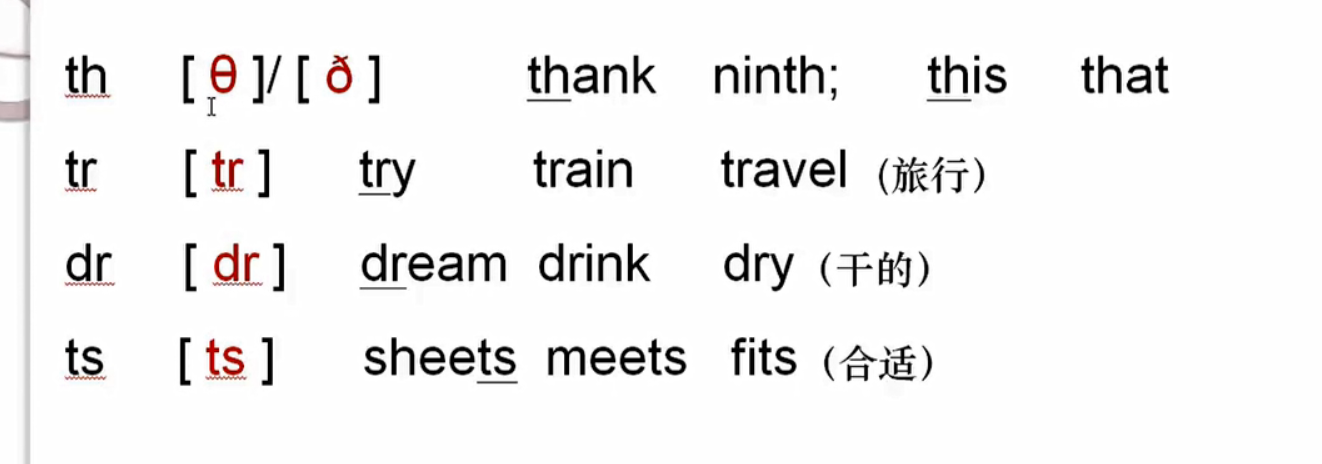 th [ θ ]/ [ ð ] thank ninth; this that
tr [ tr ] try train travel (旅行)
dr [ dr ] dream drink dry (干的)
ts [ ts ] sheets meets fits (合适)